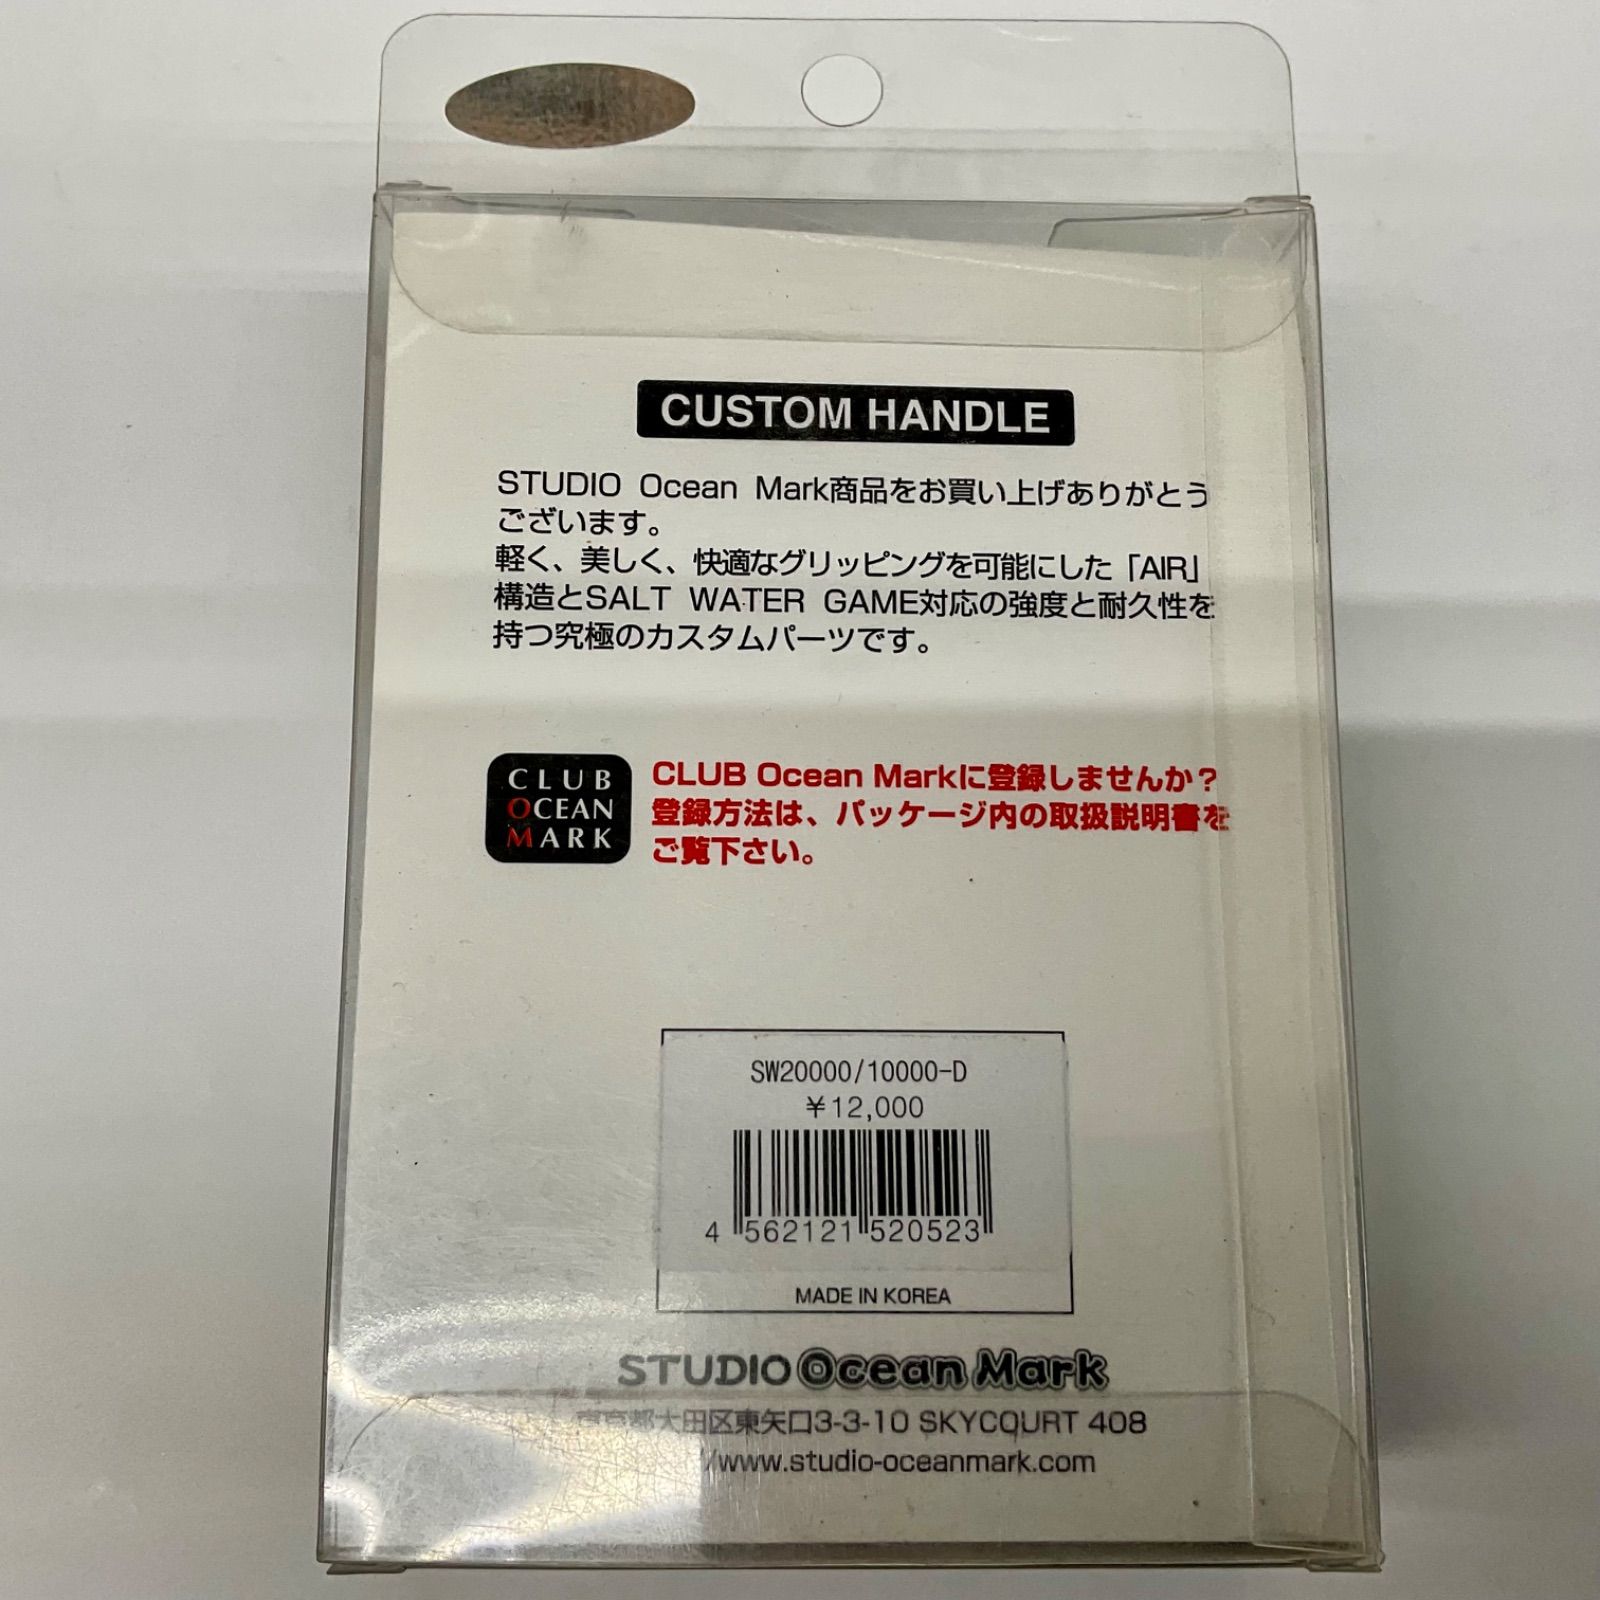 CUSTOM HANDLE
STUDIO Ocean Mark商品をお買い上げありがとう
ございます。
軽く、美しく、快適なグリッピングを可能にした「AIR」
構造とSALT WATER GAME対応の強度と耐久性を
持つ究極のカスタムパーツです。
CLUB
OCEAN
MARK
CLUB Ocean Markに登録しませんか？
登録方法は、パッケージ内の取扱説明書を
ご覧下さい。
SW20000/10000-D
￥12,000
4 562121 520523
MADE IN KOREA
STUDIO Ocean Mark
東京都大田区東矢口3-3-10 SKYCOURT 408
/www.studio-oceanmark.com